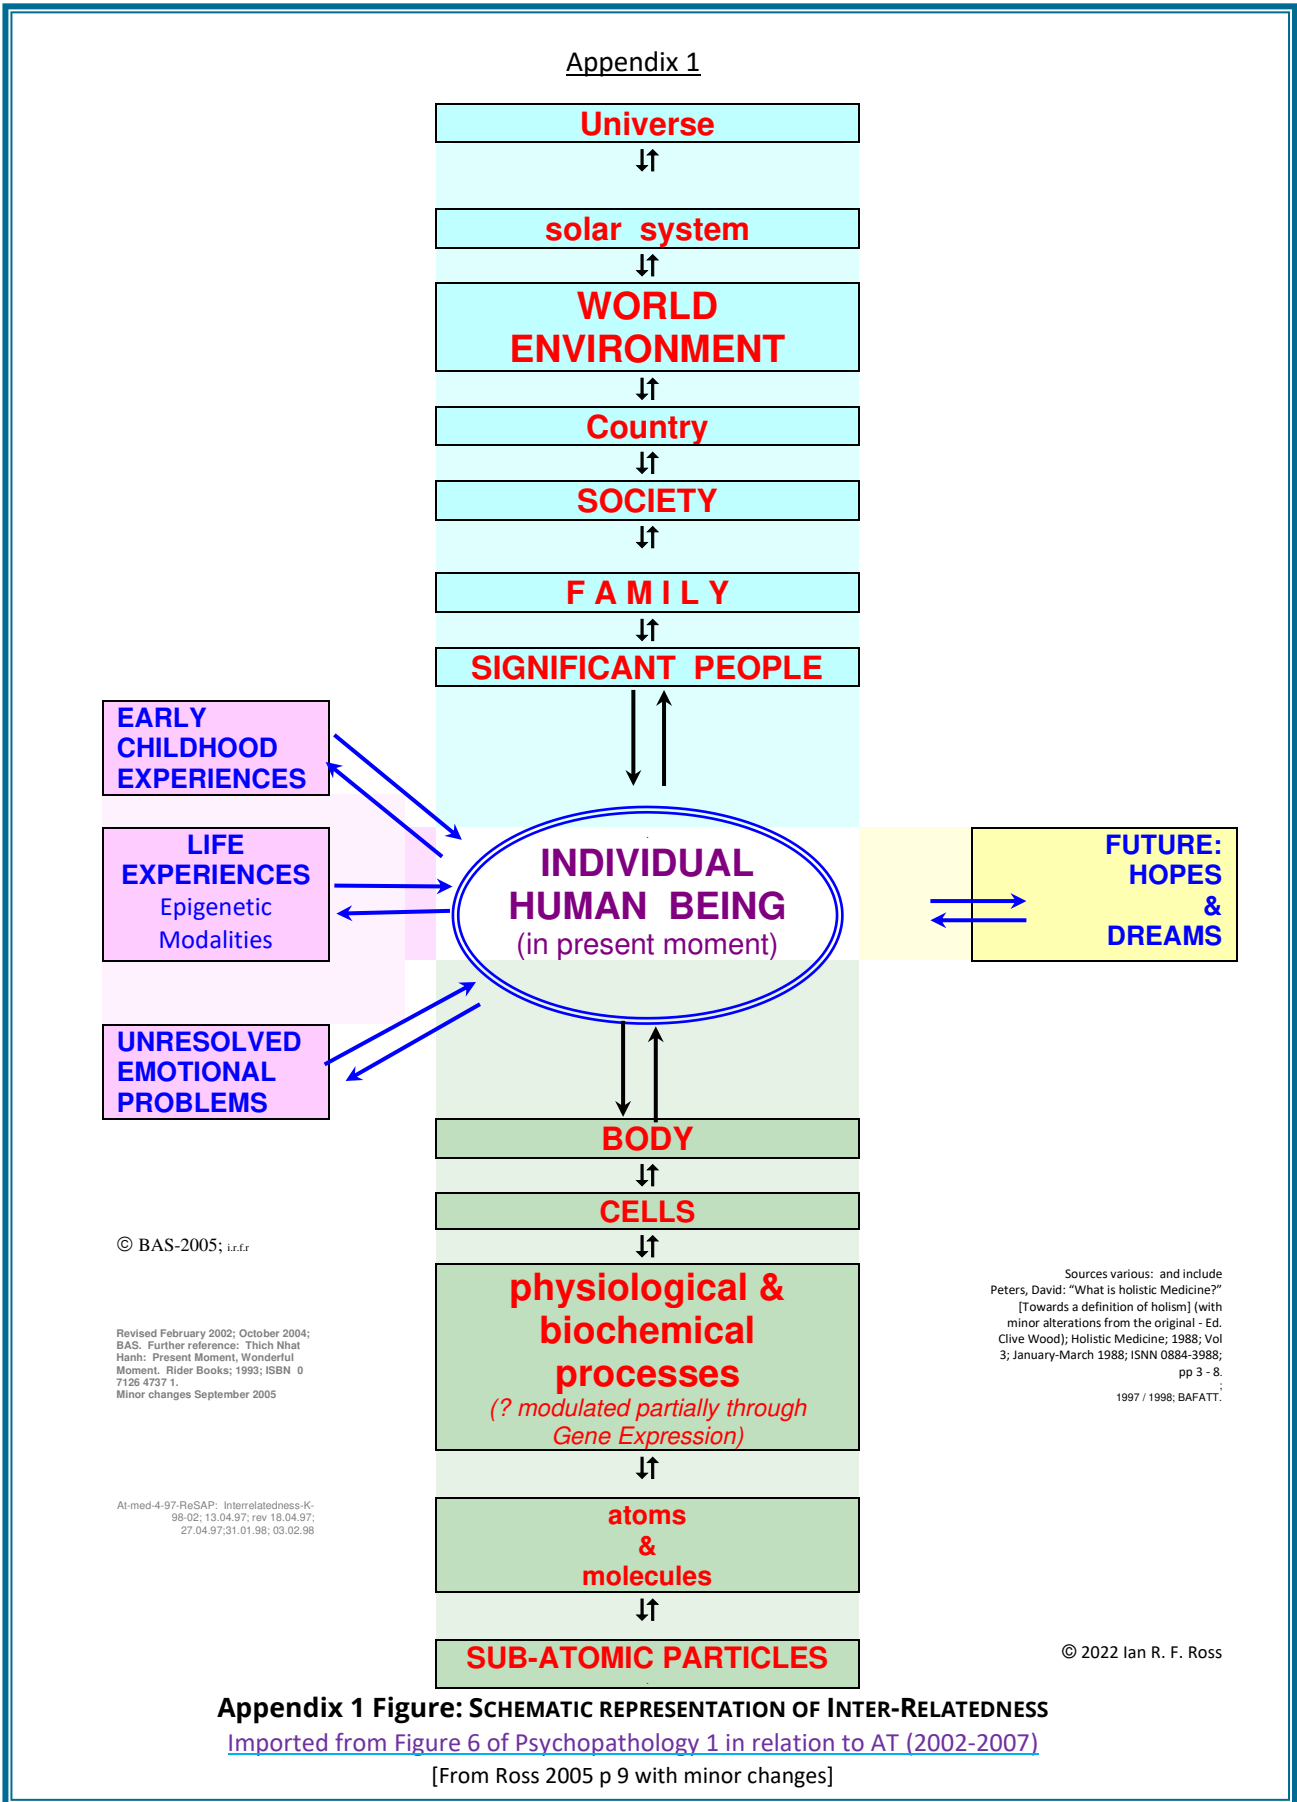 Appendix 1
Universe
↓↑
solar system
↓↑
WORLD
ENVIRONMENT
↓↑
Country
↓↑
SOCIETY
↓↑
F A M I L Y
↓↑
SIGNIFICANT PEOPLE
EARLY
CHILDHOOD
EXPERIENCES
LIFE
EXPERIENCES
Epigenetic
Modalities
UNRESOLVED
EMOTIONAL
PROBLEMS
INDIVIDUAL
HUMAN BEING
(in present moment)
FUTURE:
HOPES
&
DREAMS
BODY
↓↑
CELLS
↓↑
physiological &
biochemical
processes
(? modulated partially through
Gene Expression)
↓↑
atoms
&
molecules
↓↑
SUB-ATOMIC PARTICLES
© BAS-2005; i.r.f.r
Revised February 2002; October 2004;
BAS. Further reference: Thich Nhat
Hanh: Present Moment, Wonderful
Moment. Rider Books; 1993; ISBN 0
7126 4737 1.
Minor changes September 2005
At-med-4-97-ReSAP: Interrelatedness-K-
98-02; 13.04.97; rev 18.04.97;
27.04.97;31.01.98; 03.02.98
Sources various: and include
Peters, David: “What is holistic Medicine?”
[Towards a definition of holism] (with
minor alterations from the original - Ed.
Clive Wood); Holistic Medicine; 1988; Vol
3; January-March 1988; ISNN 0884-3988;
pp 3 - 8.
;
1997 / 1998; BAFATT.
© 2022 Ian R. F. Ross
Appendix 1 Figure: SCHEMATIC REPRESENTATION OF INTER-RELATEDNESS
Imported from Figure 6 of Psychopathology 1 in relation to AT (2002-2007)
[From Ross 2005 p 9 with minor changes]